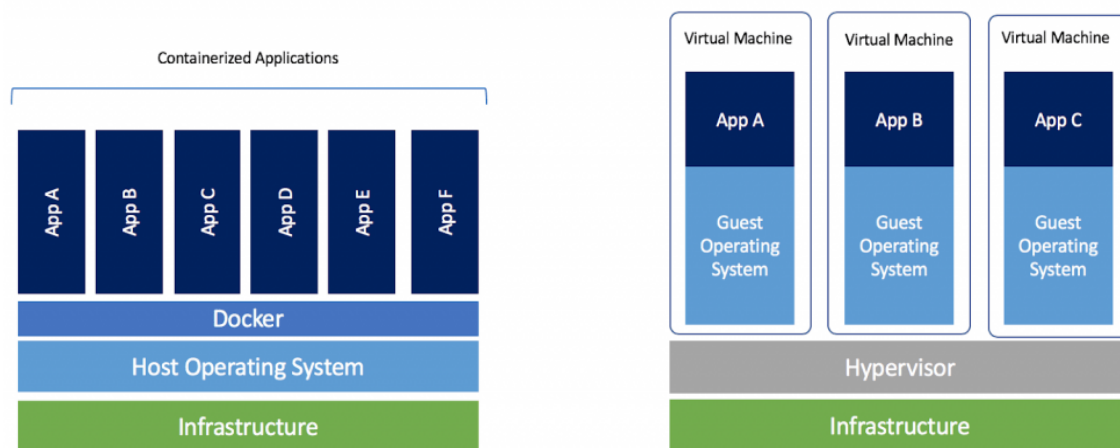 Containerized Applications
App A
App B
App C
App D
App E
App F
Docker
Host Operating System
Infrastructure
Virtual Machine
App A
Guest
Operating
System
Virtual Machine
App B
Guest
Operating
System
Virtual Machine
App C
Guest
Operating
System
Hypervisor
Infrastructure